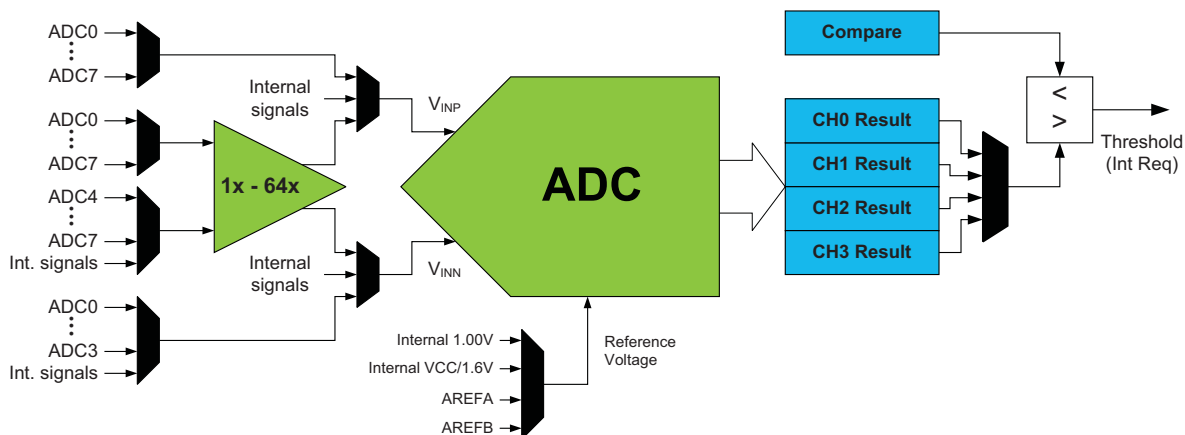 ADC0
ADC7
ADC0
ADC7
ADC4
ADC7
Int. signals
ADC0
ADC3
Int. signals
1x - 64x
Internal
signals
Internal
signals
VINP
VINN
ADC
Internal 1.00V
Internal VCC/1.6V
AREFA
AREFB
Reference
Voltage
Compare
CH0 Result
CH1 Result
CH2 Result
CH3 Result
<
>
Threshold
(Int Req)